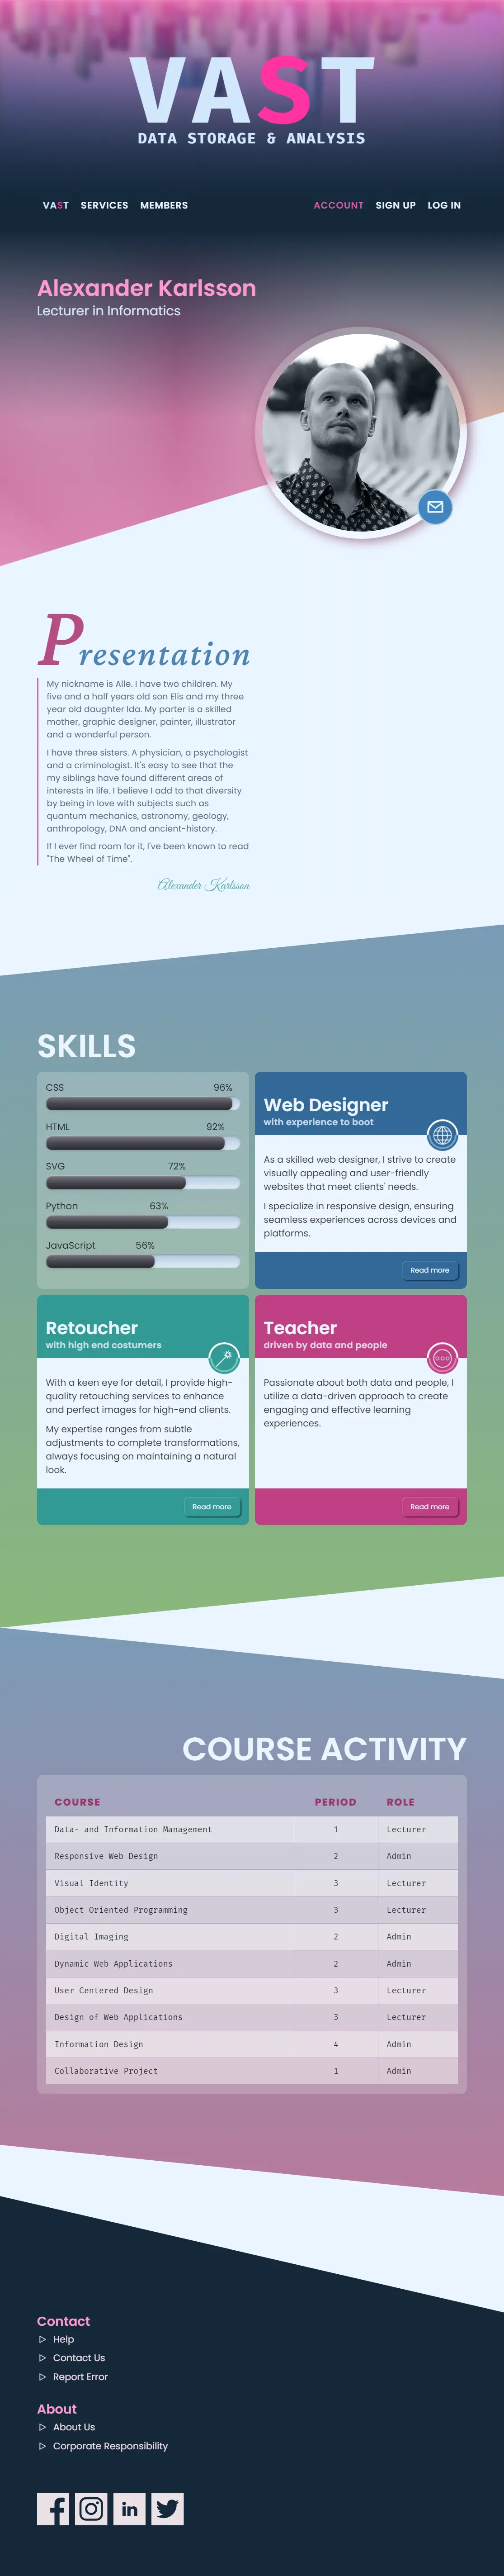 VAST
DATA STORAGE & ANALYSIS
VAST SERVICES MEMBERS ACCOUNT SIGN UP LOG IN
Alexander Karlsson
Lecturer in Informatics
Presentation
My nickname is Alle. I have two children. My
five and a half years old son Elis and my three
year old daughter Ida. My parter is a skilled
mother, graphic designer, painter, illustrator
and a wonderful person.
I have three sisters. A physician, a psychologist
and a criminologist. It's easy to see that the
my siblings have found different areas of
interests in life. I believe I add to that diversity
by being in love with subjects such as
quantum mechanics, astronomy, geology,
anthropology, DNA and ancient-history.
If I ever find room for it, I've been known to read
"The Wheel of Time".
Alexander Karlsson
SKILLS
CSS 96%
HTML 92%
SVG 72%
Python 63%
JavaScript 56%
Web Designer
with experience to boot
As a skilled web designer, I strive to create
visually appealing and user-friendly
websites that meet clients' needs.
I specialize in responsive design, ensuring
seamless experiences across devices and
platforms.
Read more
Retoucher
with high end costumers
With a keen eye for detail, I provide high-
quality retouching services to enhance
and perfect images for high-end clients.
My expertise ranges from subtle
adjustments to complete transformations,
always focusing on maintaining a natural
look.
Read more
Teacher
driven by data and people
Passionate about both data and people, I
utilize a data-driven approach to create
engaging and effective learning
experiences.
Read more
COURSE ACTIVITY
COURSE PERIOD ROLE
Data- and Information Management 1 Lecturer
Responsive Web Design 2 Admin
Visual Identity 3 Lecturer
Object Oriented Programming 3 Lecturer
Digital Imaging 2 Admin
Dynamic Web Applications 2 Admin
User Centered Design 3 Lecturer
Design of Web Applications 3 Lecturer
Information Design 4 Admin
Collaborative Project 1 Admin
Contact
Help
Contact Us
Report Error
About
About Us
Corporate Responsibility
in